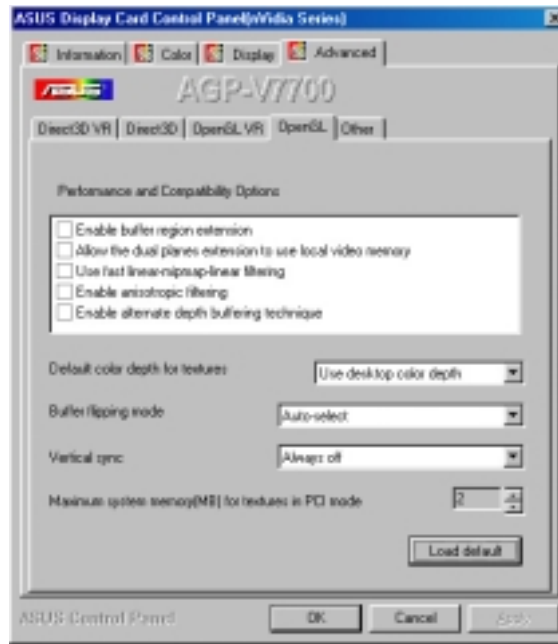 ASUS Display Card Control Panel(nVidia Series)
Information Color Display Advanced
ASUS AGP-V7700
Direct3D VR Direct3D OpenGL VR OpenGL Other
Performance and Compatibility Options
Enable buffer region extension
Allow the dual planes extension to use local video memory
Use fast linear-mipmap-linear filtering
Enable anisotropic filtering
Enable alternate depth buffering technique
Default color depth for textures Use desktop color depth
Buffer flipping mode Auto-select
Vertical sync Always off
Maximum system memory(MB) for textures in PCI mode 2
Load default
ASUS Control Panel OK Cancel Apply